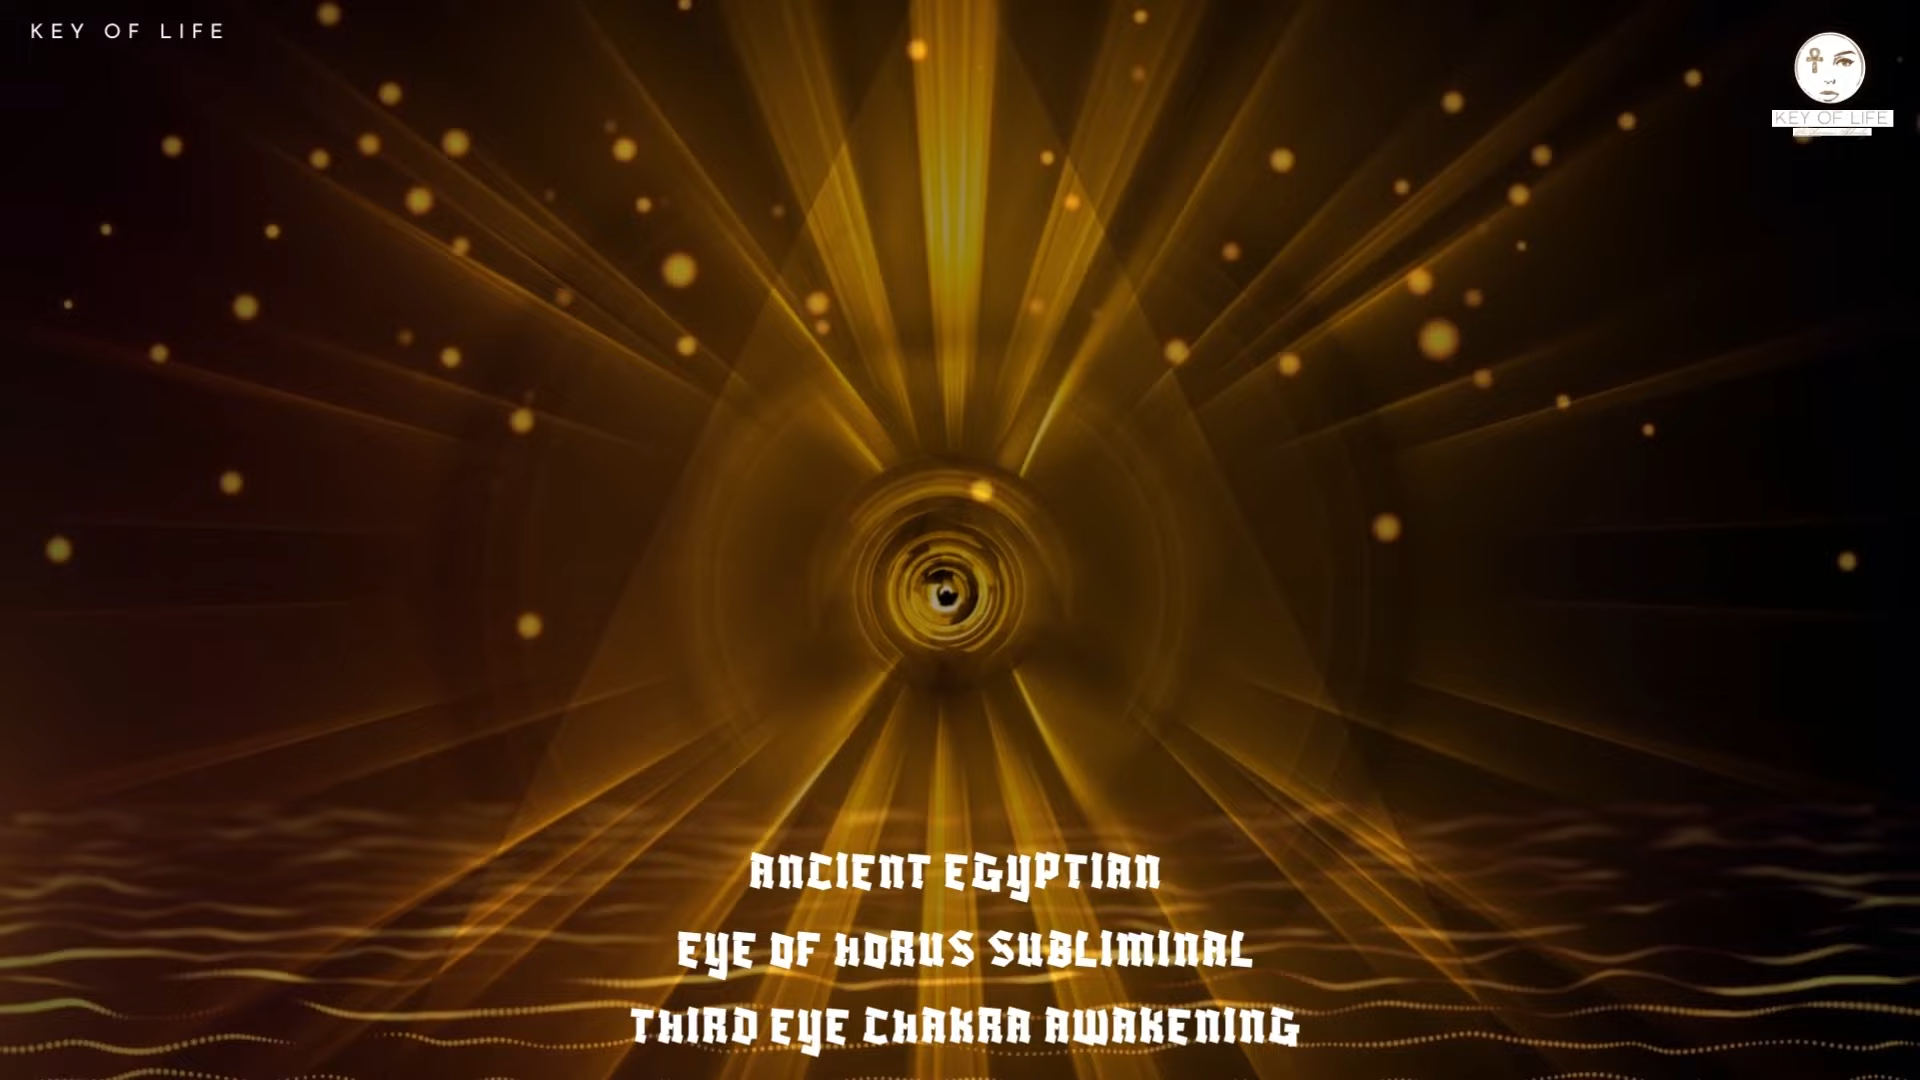 KEY OF LIFE
KEY OF LIFE
ANCIENT EGYPTIAN
EYE OF HORUS SUBLIMINAL
THIRD EYE CHAKRA AWAKENING